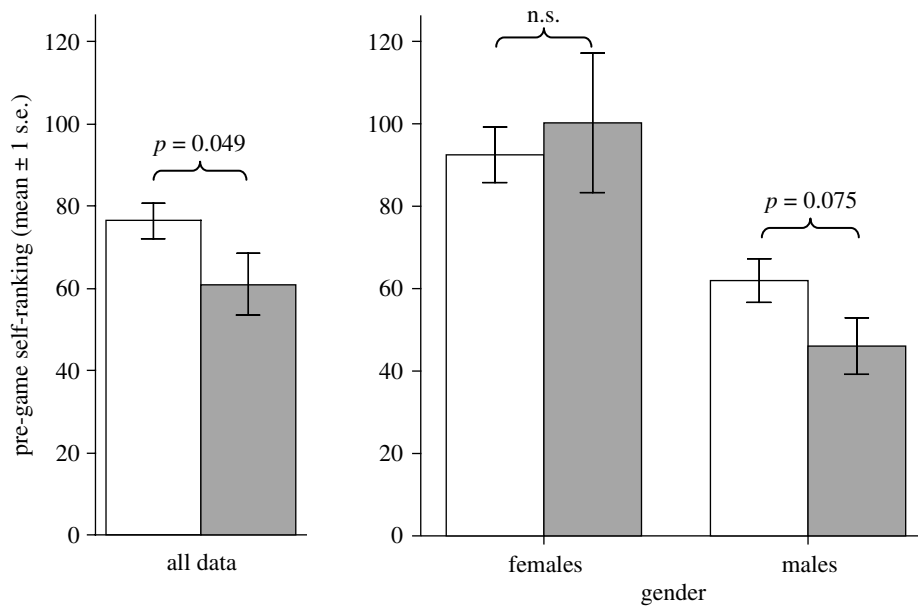 pre-game self-ranking (mean ± 1 s.e.)
120
100
80
60
40
20
0
p = 0.049
all data
120
100
80
60
40
20
0
n.s.
p = 0.075
females
males
gender